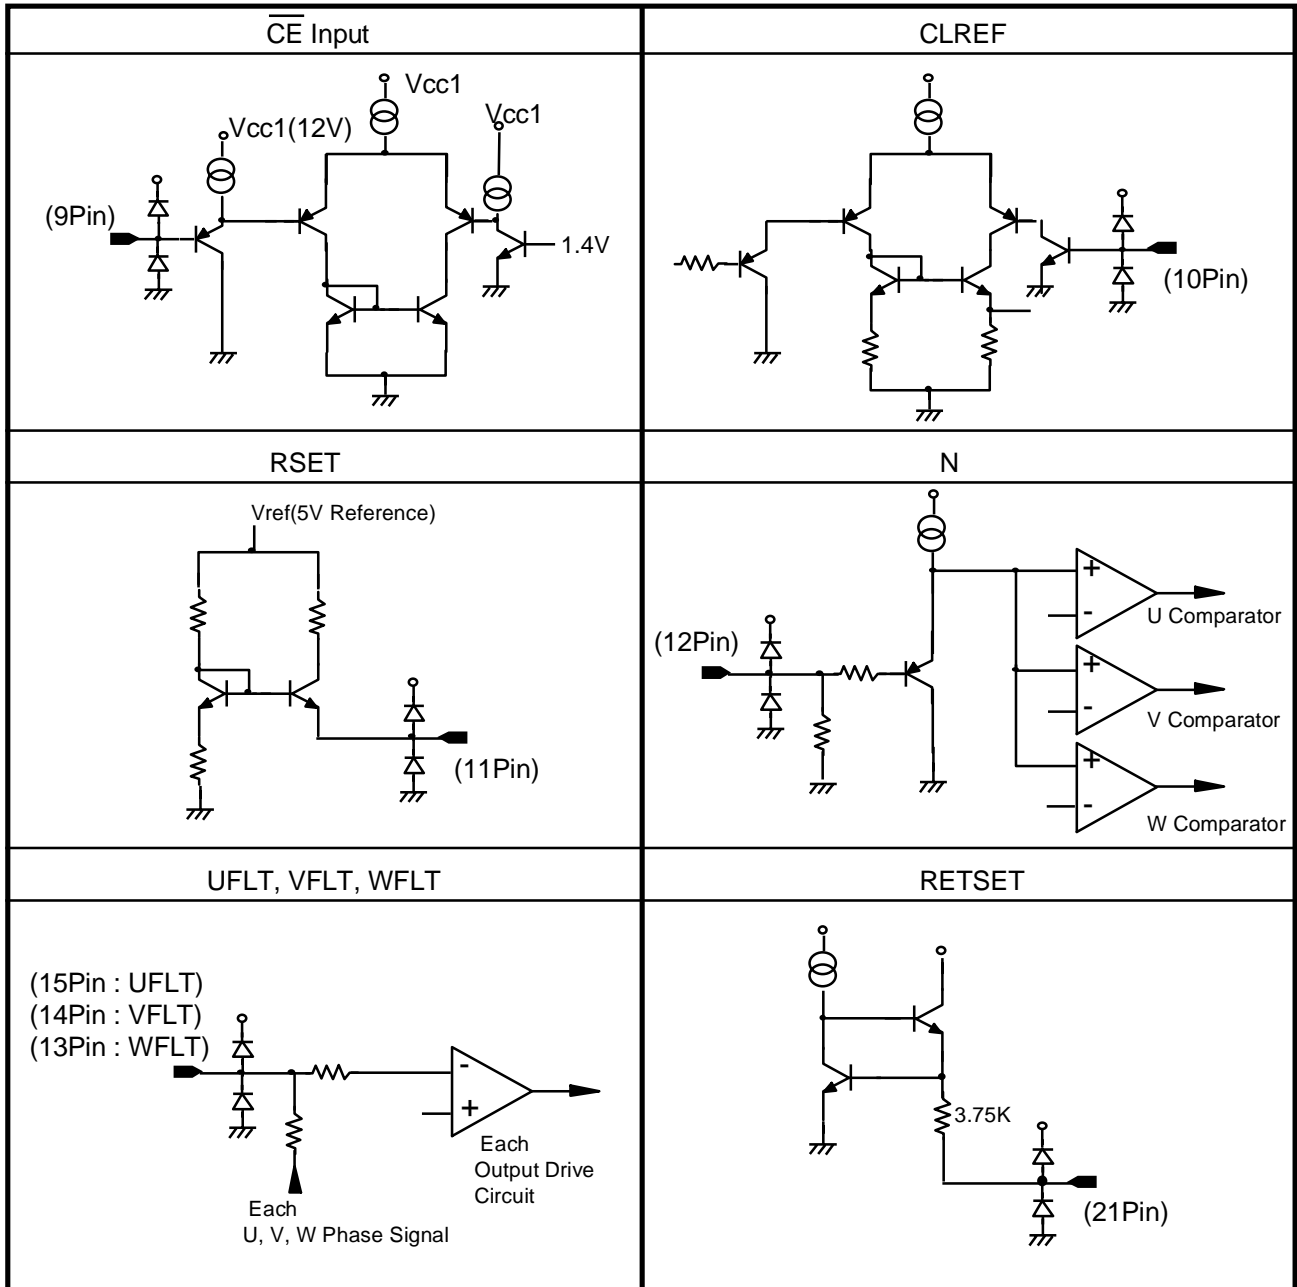 CE Input
CLREF
Vcc1
Vcc1
Vcc1(12V)
(9Pin)
1.4V
(10Pin)
RSET
N
Vref(5V Reference)
(11Pin)
(12Pin)
+
-
U Comparator
+
-
V Comparator
+
-
W Comparator
UFLT, VFLT, WFLT
RETSET
(15Pin : UFLT)
(14Pin : VFLT)
(13Pin : WFLT)
-
+
Each
Output Drive
Circuit
Each
U, V, W Phase Signal
3.75K
(21Pin)